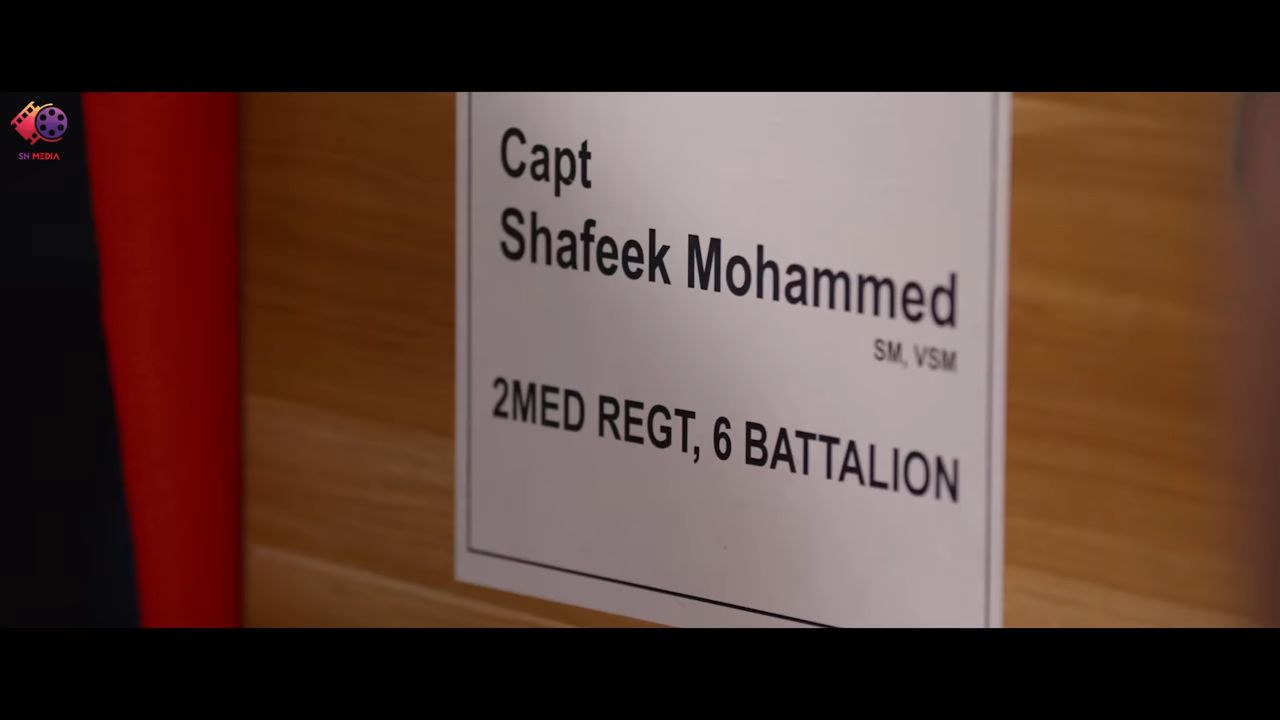 SN MEDIA
Capt
Shafeek Mohammed
SM, VSM
2MED REGT, 6 BATTALION